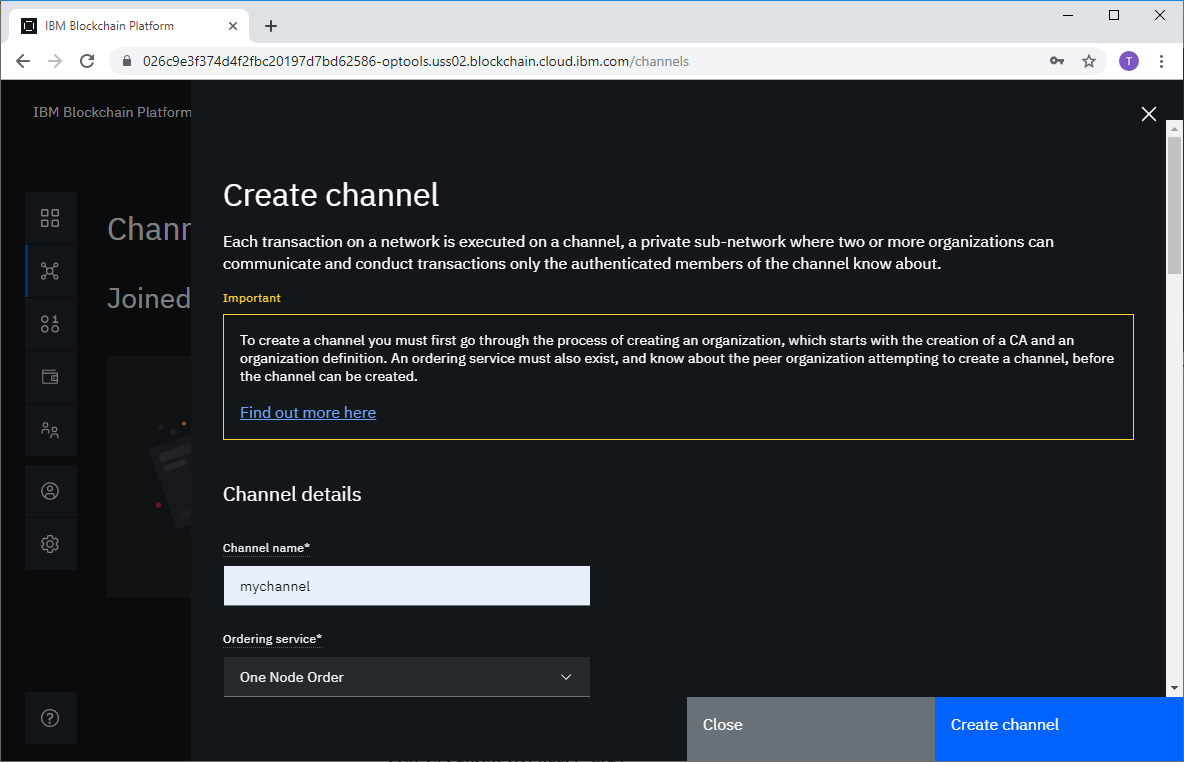 IBM Blockchain Platform
026c9e3f374d4f2fbc20197d7bd62586-optools.uss02.blockchain.cloud.ibm.com/channels
T
IBM Blockchain Platform
Create channel
Each transaction on a network is executed on a channel, a private sub-network where two or more organizations can
communicate and conduct transactions only the authenticated members of the channel know about.
Important
To create a channel you must first go through the process of creating an organization, which starts with the creation of a CA and an
organization definition. An ordering service must also exist, and know about the peer organization attempting to create a channel, before
the channel can be created.
Find out more here
Chann
Joined
Channel details
Channel name*
mychannel
Ordering service*
One Node Order
Close
Create channel